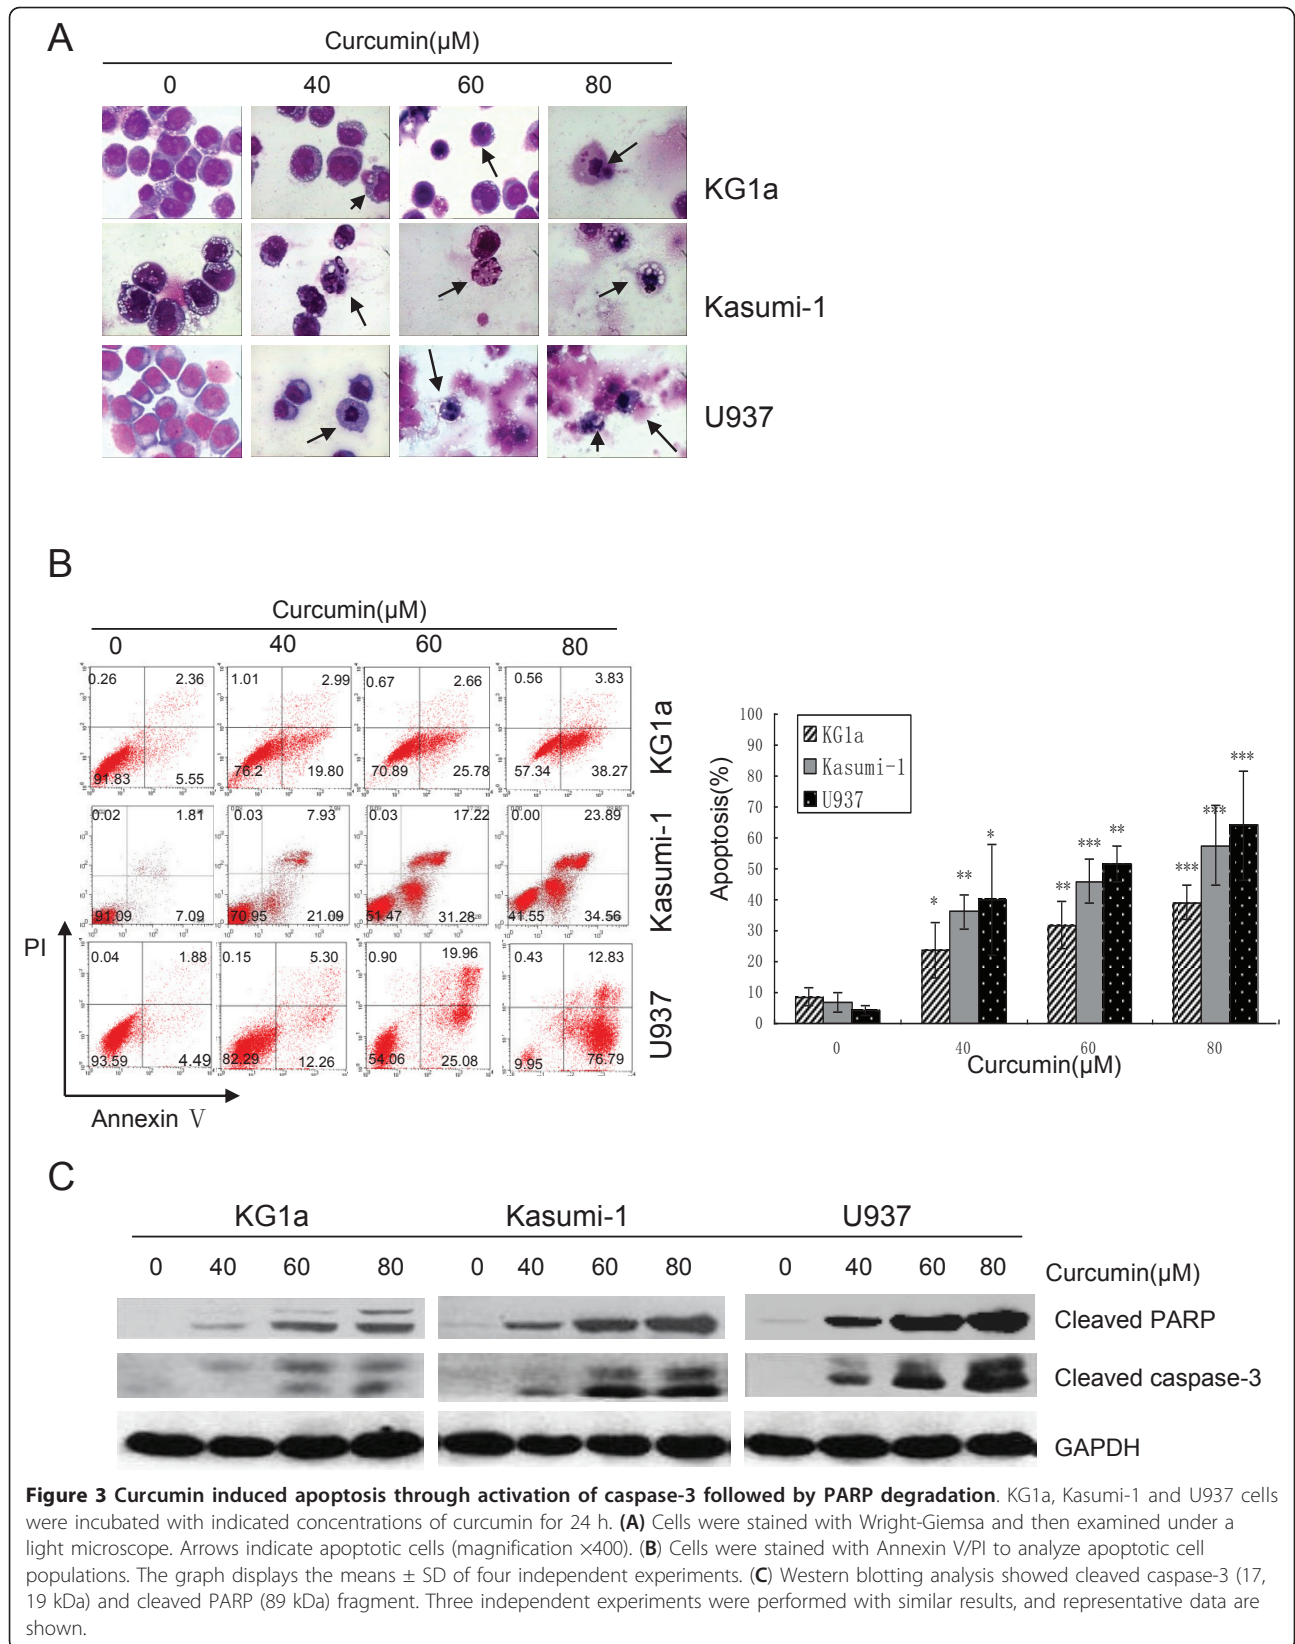 A
Curcumin(µM)
0 40 60 80
KG1a
Kasumi-1
U937
B
Curcumin(µM)
0 40 60 80
0.26 2.36 1.01 2.99 0.67 2.66 0.56 3.83
91.83 5.55 76.2 19.80 70.89 25.78 57.34 38.27
KG1a
0.02 1.81 0.03 7.93 0.03 17.22 0.00 23.89
91.09 7.09 70.95 21.09 51.47 31.28 41.55 34.56
Kasumi-1
0.04 1.88 0.15 5.30 0.90 19.96 0.43 12.83
93.59 4.49 82.29 12.26 54.06 25.08 9.95 76.79
U937
PI
Annexin V
Apoptosis(%)
100
90
80
70
60
50
40
30
20
10
0
KG1a
Kasumi-1
U937
* ** *
** *** **
*** *** ***
0 40 60 80
Curcumin(µM)
C
KG1a Kasumi-1 U937
0 40 60 80 0 40 60 80 0 40 60 80 Curcumin(µM)
Cleaved PARP
Cleaved caspase-3
GAPDH
Figure 3 Curcumin induced apoptosis through activation of caspase-3 followed by PARP degradation. KG1a, Kasumi-1 and U937 cells
were incubated with indicated concentrations of curcumin for 24 h. (A) Cells were stained with Wright-Giemsa and then examined under a
light microscope. Arrows indicate apoptotic cells (magnification ×400). (B) Cells were stained with Annexin V/PI to analyze apoptotic cell
populations. The graph displays the means ± SD of four independent experiments. (C) Western blotting analysis showed cleaved caspase-3 (17,
19 kDa) and cleaved PARP (89 kDa) fragment. Three independent experiments were performed with similar results, and representative data are
shown.